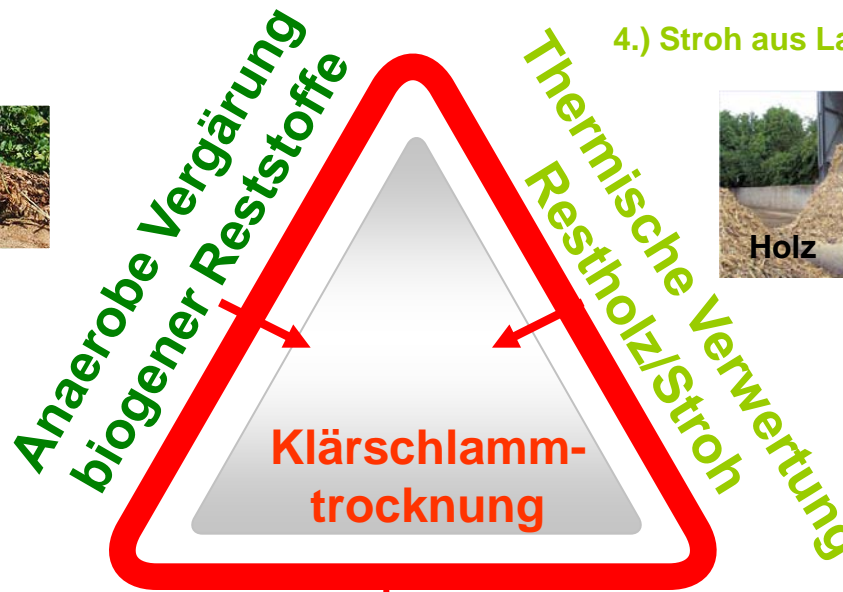 4.) Stroh aus La
Anaerobe Vergärung
biogener Reststoffe
Thermische Verwertung
Restholz/Stroh
Holz
Klärschlamm-
trocknung